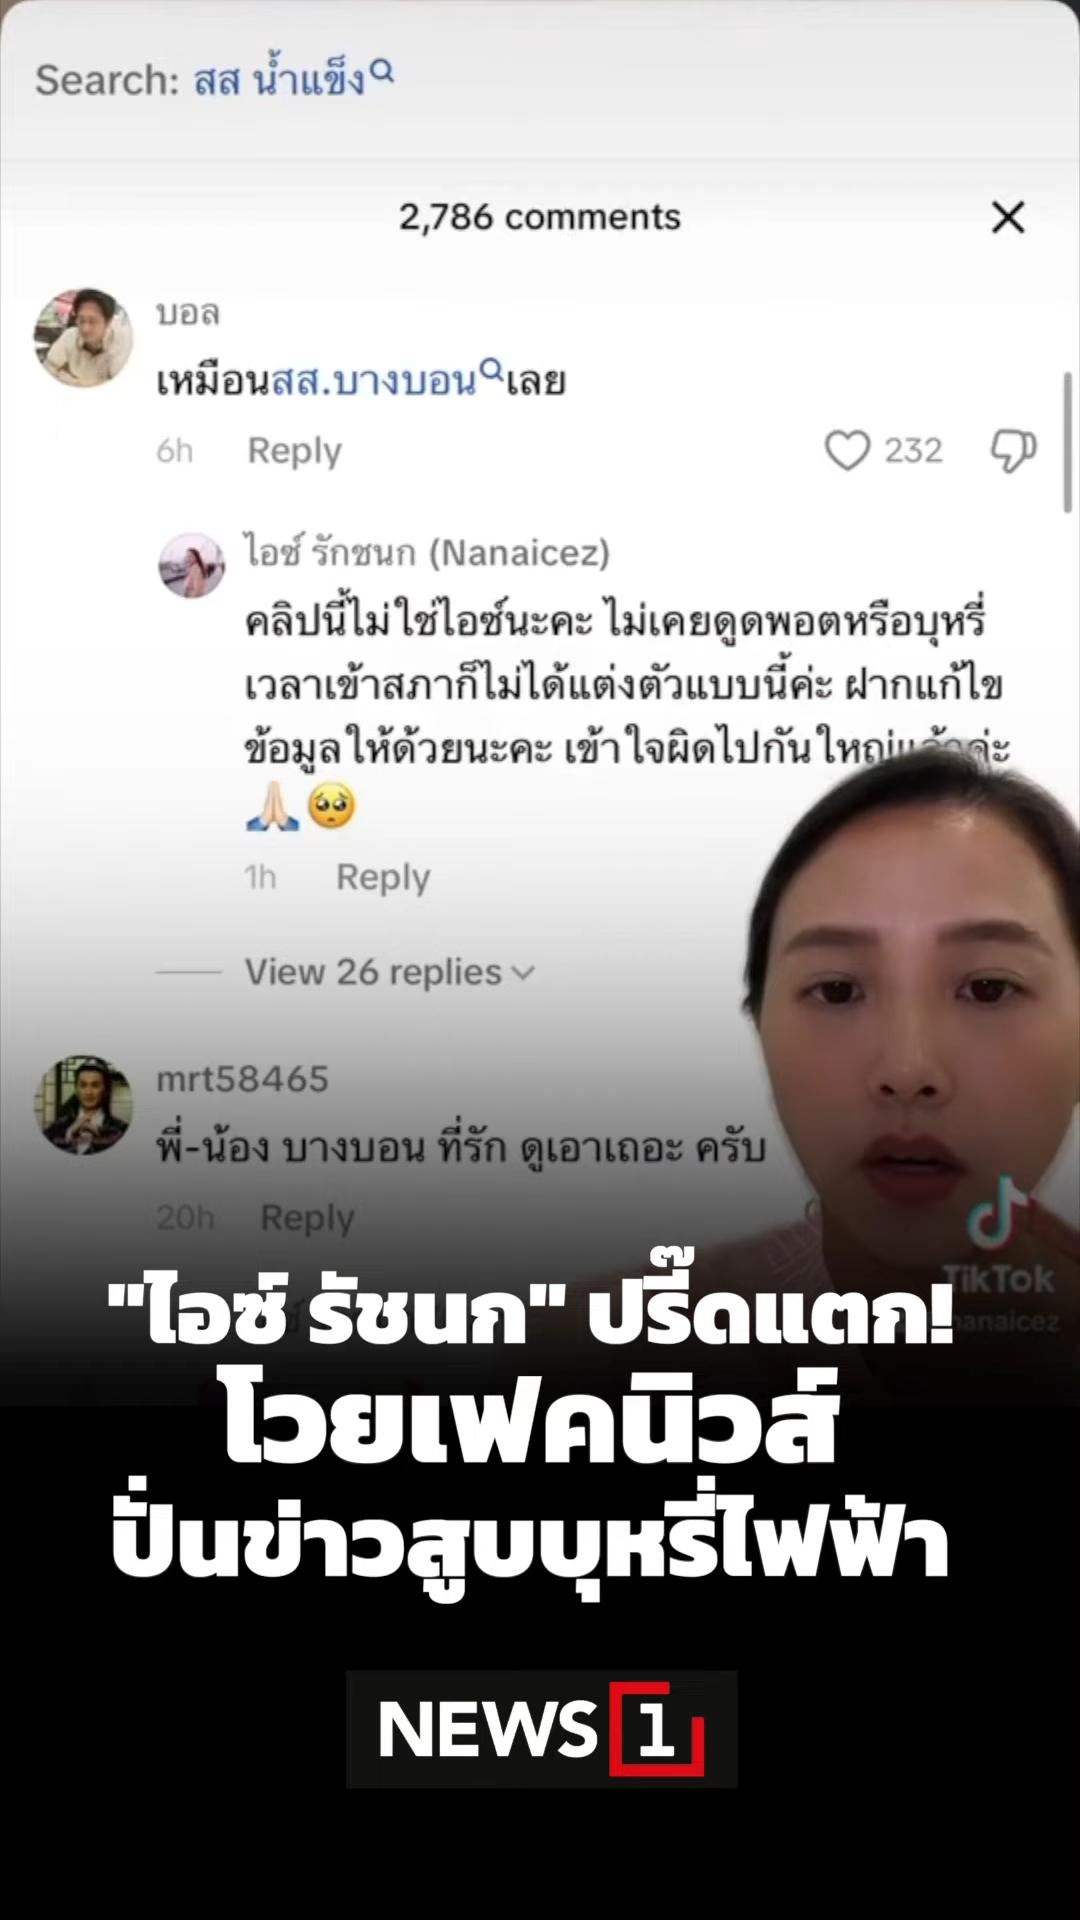 Search: สส น้ำแข็ง
2,786 comments
บอล
เหมือนสส.บางบอนเลย
6h Reply 232
ไอซ์ รักชนก (Nanaicez)
คลิปนี้ไม่ใช่ไอซ์นะคะ ไม่เคยดูดพอตหรือบุหรี่
เวลาเข้าสภาก็ไม่ได้แต่งตัวแบบนี้ค่ะ ฝากแก้ไข
ข้อมูลให้ด้วยนะคะ เข้าใจผิดไปกันใหญ่แล้วค่ะ
🙏🏻🥺
1h Reply
View 26 replies
mrt58465
พี่-น้อง บางบอน ที่รัก ดูเอาเถอะ ครับ
20h Reply
TikTok
nanaicez
"ไอซ์ รัชนก" ปรี๊ดแตก!
โวยเฟคนิวส์
ปั่นข่าวสูบบุหรี่ไฟฟ้า
NEWS 1